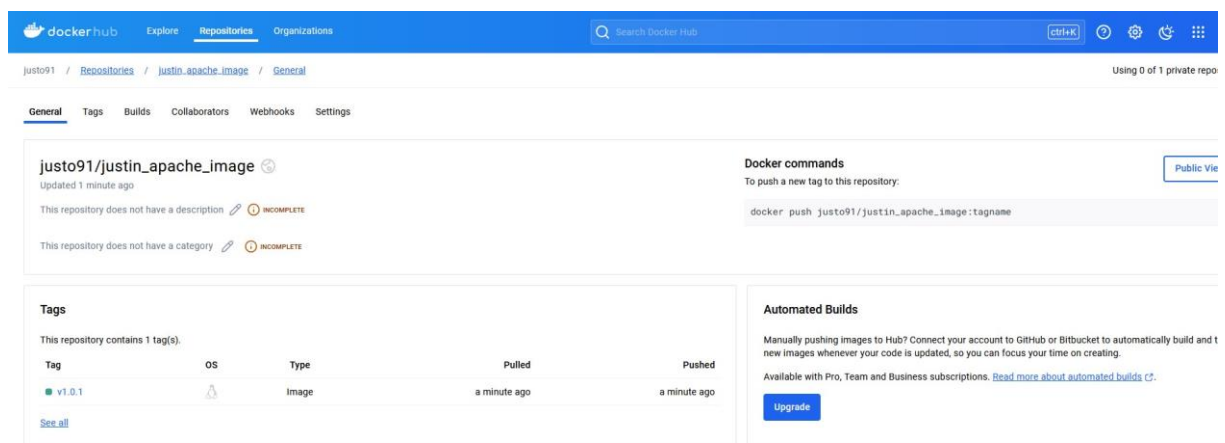 dockerhub Explore Repositories Organizations Search Docker Hub ctrl+K
justo91 / Repositories / justin_apache_image / General Using 0 of 1 private repo
General Tags Builds Collaborators Webhooks Settings
justo91/justin_apache_image
Updated 1 minute ago
This repository does not have a description INCOMPLETE
This repository does not have a category INCOMPLETE
Docker commands
To push a new tag to this repository:
Public Vie
docker push justo91/justin_apache_image:tagname
Tags
This repository contains 1 tag(s).
Tag OS Type Pulled Pushed
v1.0.1 Image a minute ago a minute ago
See all
Automated Builds
Manually pushing images to Hub? Connect your account to GitHub or Bitbucket to automatically build and t
new images whenever your code is updated, so you can focus your time on creating.
Available with Pro, Team and Business subscriptions. Read more about automated builds.
Upgrade